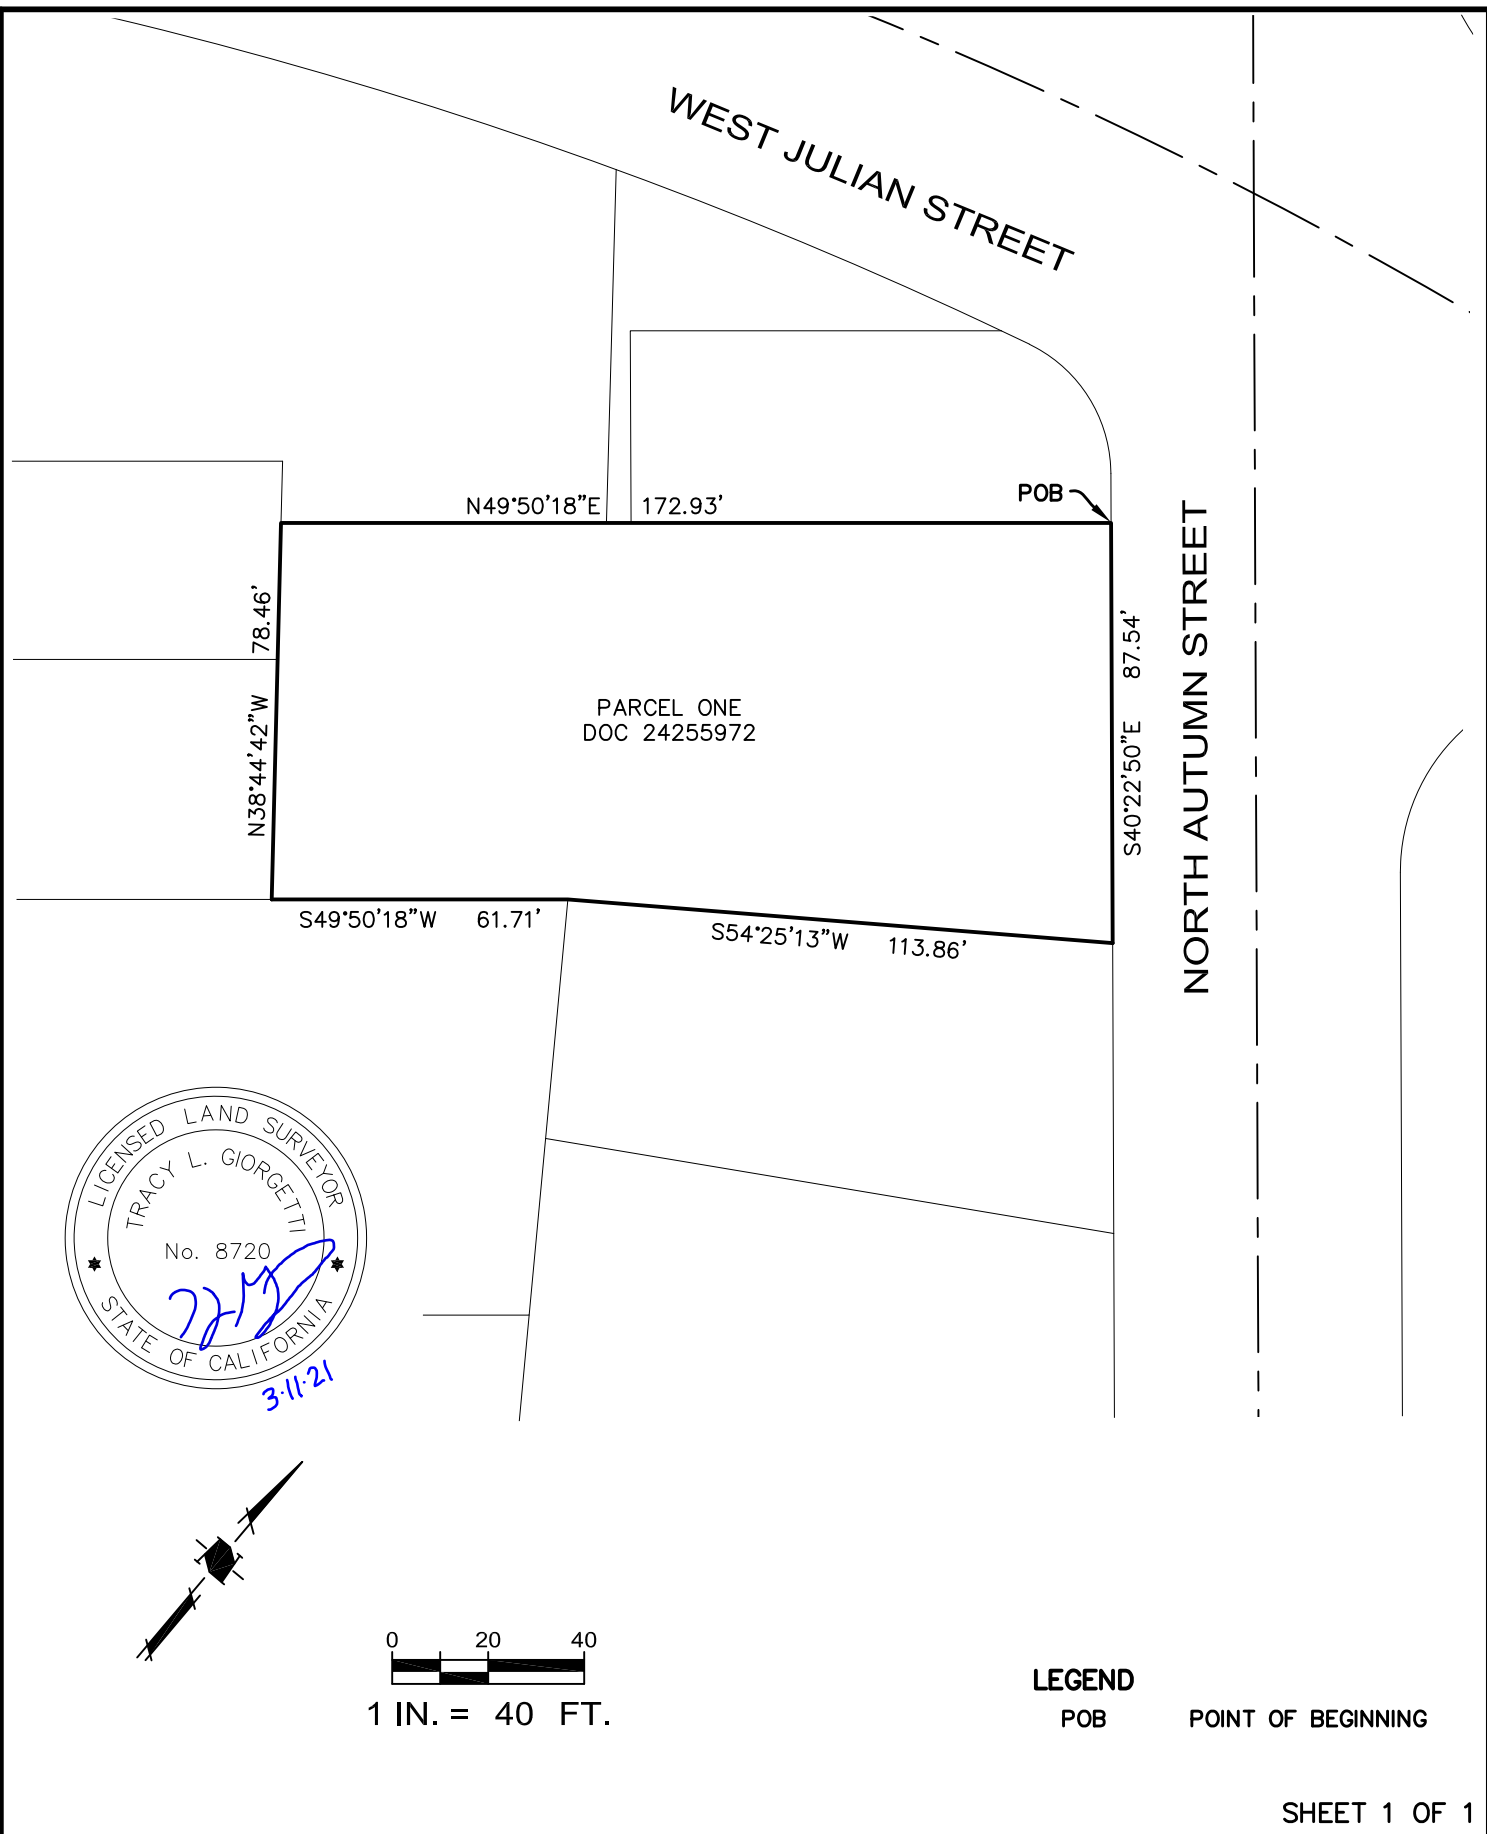 WEST JULIAN STREET
N49°50'18"E 172.93'
POB
78.46'
N38°44'42"W
PARCEL ONE
DOC 24255972
S40°22'50"E 87.54'
NORTH AUTUMN STREET
S49°50'18"W 61.71'
S54°25'13"W 113.86'
LICENSED LAND SURVEYOR
TRACY L. GIORGETTI
No. 8720
STATE OF CALIFORNIA
3·11·21
0 20 40
1 IN. = 40 FT.
LEGEND
POB POINT OF BEGINNING
SHEET 1 OF 1